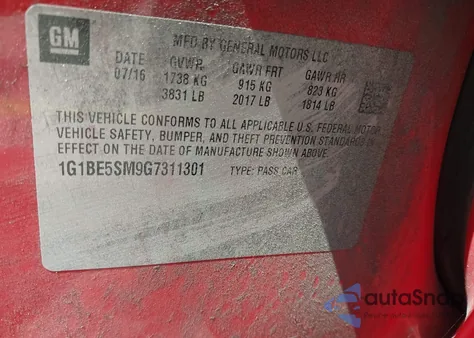 GM
MFD BY GENERAL MOTORS LLC
DATE GVWR GAWR FRT GAWR RR
07/16 1738 KG 915 KG 823 KG
3831 LB 2017 LB 1814 LB
THIS VEHICLE CONFORMS TO ALL APPLICABLE U.S. FEDERAL MOTOR
VEHICLE SAFETY, BUMPER, AND THEFT PREVENTION STANDARDS IN
EFFECT ON THE DATE OF MANUFACTURE SHOWN ABOVE.
1G1BE5SM9G7311301 TYPE: PASS CAR
autaSnap